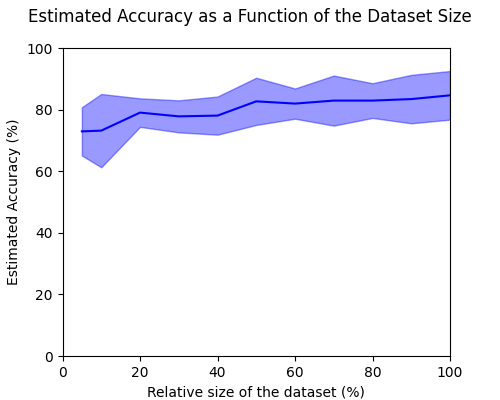 Estimated Accuracy as a Function of the Dataset Size
100
80
60
40
20
0
Estimated Accuracy (%)
0 20 40 60 80 100
Relative size of the dataset (%)